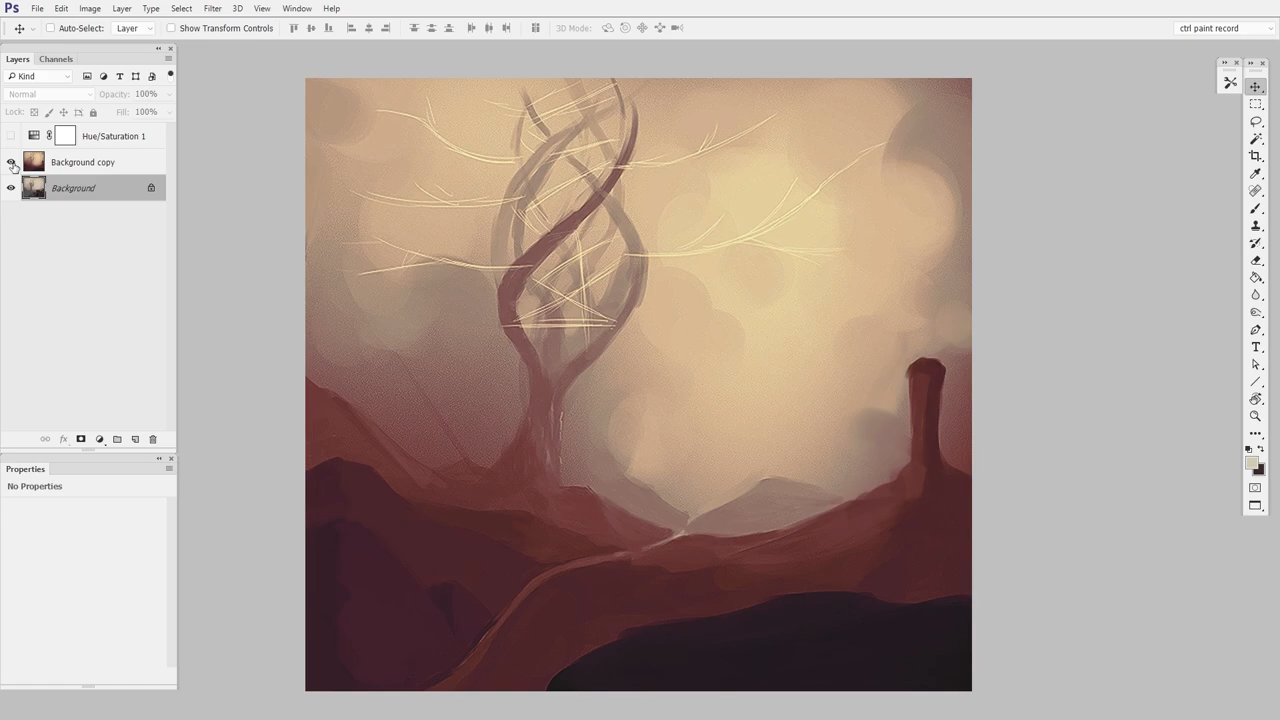 Ps File Edit Image Layer Type Select Filter 3D View Window Help
Auto-Select: Layer Show Transform Controls 3D Mode: ctrl paint record
Layers Channels
Kind
Normal Opacity: 100%
Lock: Fill: 100%
Hue/Saturation 1
Background copy
Background
fx
Properties
No Properties